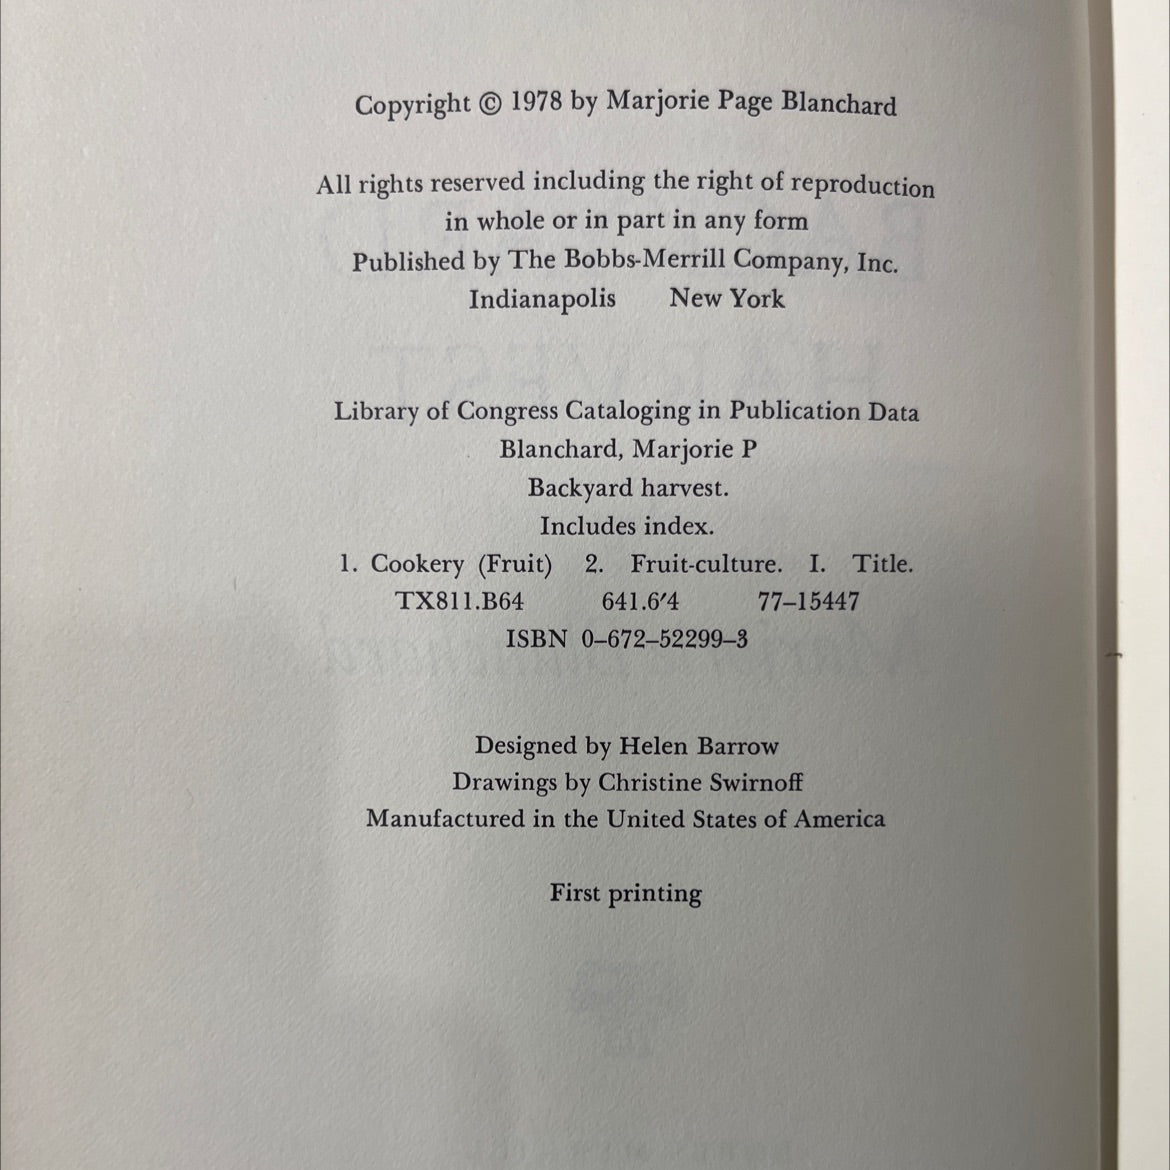 Copyright © 1978 by Marjorie Page Blanchard
All rights reserved including the right of reproduction
in whole or in part in any form
Published by The Bobbs-Merrill Company, Inc.
Indianapolis New York
Library of Congress Cataloging in Publication Data
Blanchard, Marjorie P
Backyard harvest.
Includes index.
1. Cookery (Fruit) 2. Fruit-culture. I. Title.
TX811.B64 641.6′4 77–15447
ISBN 0–672–52299–3
Designed by Helen Barrow
Drawings by Christine Swirnoff
Manufactured in the United States of America
First printing